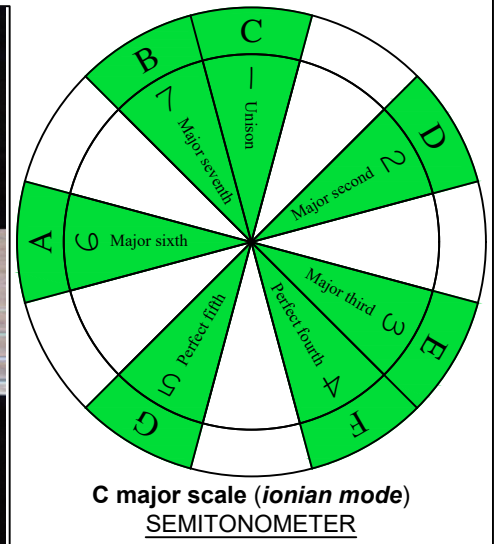 C
1
Unison
D
2
Major second
E
3
Major third
F
4
Perfect fourth
G
5
Perfect fifth
A
6
Major sixth
B
7
Major seventh
C major scale (ionian mode)
SEMITONOMETER